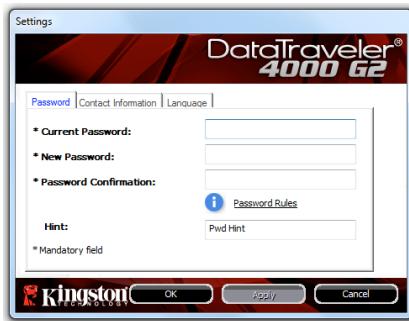 Settings
DataTraveler®
4000 G2
Password Contact Information Language
* Current Password:
* New Password:
* Password Confirmation:
Password Rules
Hint: Pwd Hint
* Mandatory field
Kingston OK Apply Cancel
TECHNOLOGY